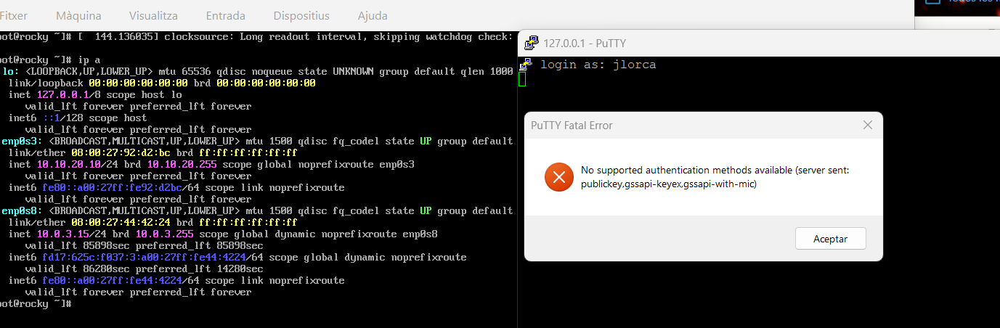 Fitxer Màquina Visualitza Entrada Dispositius Ajuda
ot@rocky ~]# [  144.136035] clocksource: Long readout interval, skipping watchdog check:
ot@rocky ~]# ip a
lo: <LOOPBACK,UP,LOWER_UP> mtu 65536 qdisc noqueue state UNKNOWN group default qlen 1000
link/loopback 00:00:00:00:00:00 brd 00:00:00:00:00:00
inet 127.0.0.1/8 scope host lo
valid_lft forever preferred_lft forever
inet6 ::1/128 scope host
valid_lft forever preferred_lft forever
enp0s3: <BROADCAST,MULTICAST,UP,LOWER_UP> mtu 1500 qdisc fq_codel state UP group default
link/ether 08:00:27:92:d2:bc brd ff:ff:ff:ff:ff:ff
inet 10.10.20.10/24 brd 10.10.20.255 scope global noprefixroute enp0s3
valid_lft forever preferred_lft forever
inet6 fe80::a00:27ff:fe92:d2bc/64 scope link noprefixroute
valid_lft forever preferred_lft forever
enp0s8: <BROADCAST,MULTICAST,UP,LOWER_UP> mtu 1500 qdisc fq_codel state UP group default
link/ether 08:00:27:44:42:24 brd ff:ff:ff:ff:ff:ff
inet 10.0.3.15/24 brd 10.0.3.255 scope global dynamic noprefixroute enp0s8
valid_lft 85898sec preferred_lft 85898sec
inet6 fd17:625c:f037:3:a00:27ff:fe44:4224/64 scope global dynamic noprefixroute
valid_lft 86280sec preferred_lft 14280sec
inet6 fe80::a00:27ff:fe44:4224/64 scope link noprefixroute
valid_lft forever preferred_lft forever
ot@rocky ~]#
127.0.0.1 - PuTTY
login as: jlorca
PuTTY Fatal Error
No supported authentication methods available (server sent:
publickey,gssapi-keyex,gssapi-with-mic)
Aceptar